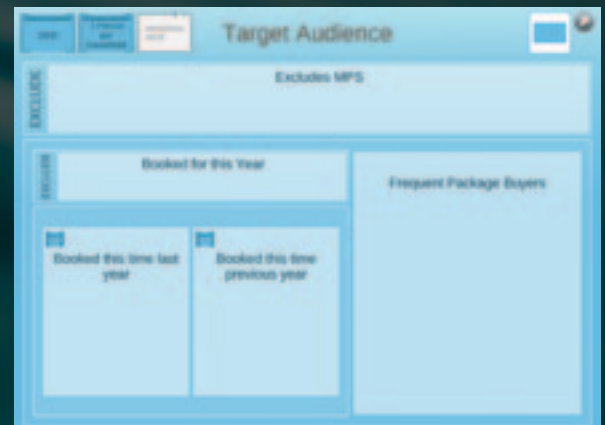 Target Audience
EXCLUDE
Excludes MPS
EXCLUDE
Booked for this Year
Frequent Package Buyers
Booked this time last
year
Booked this time
previous year